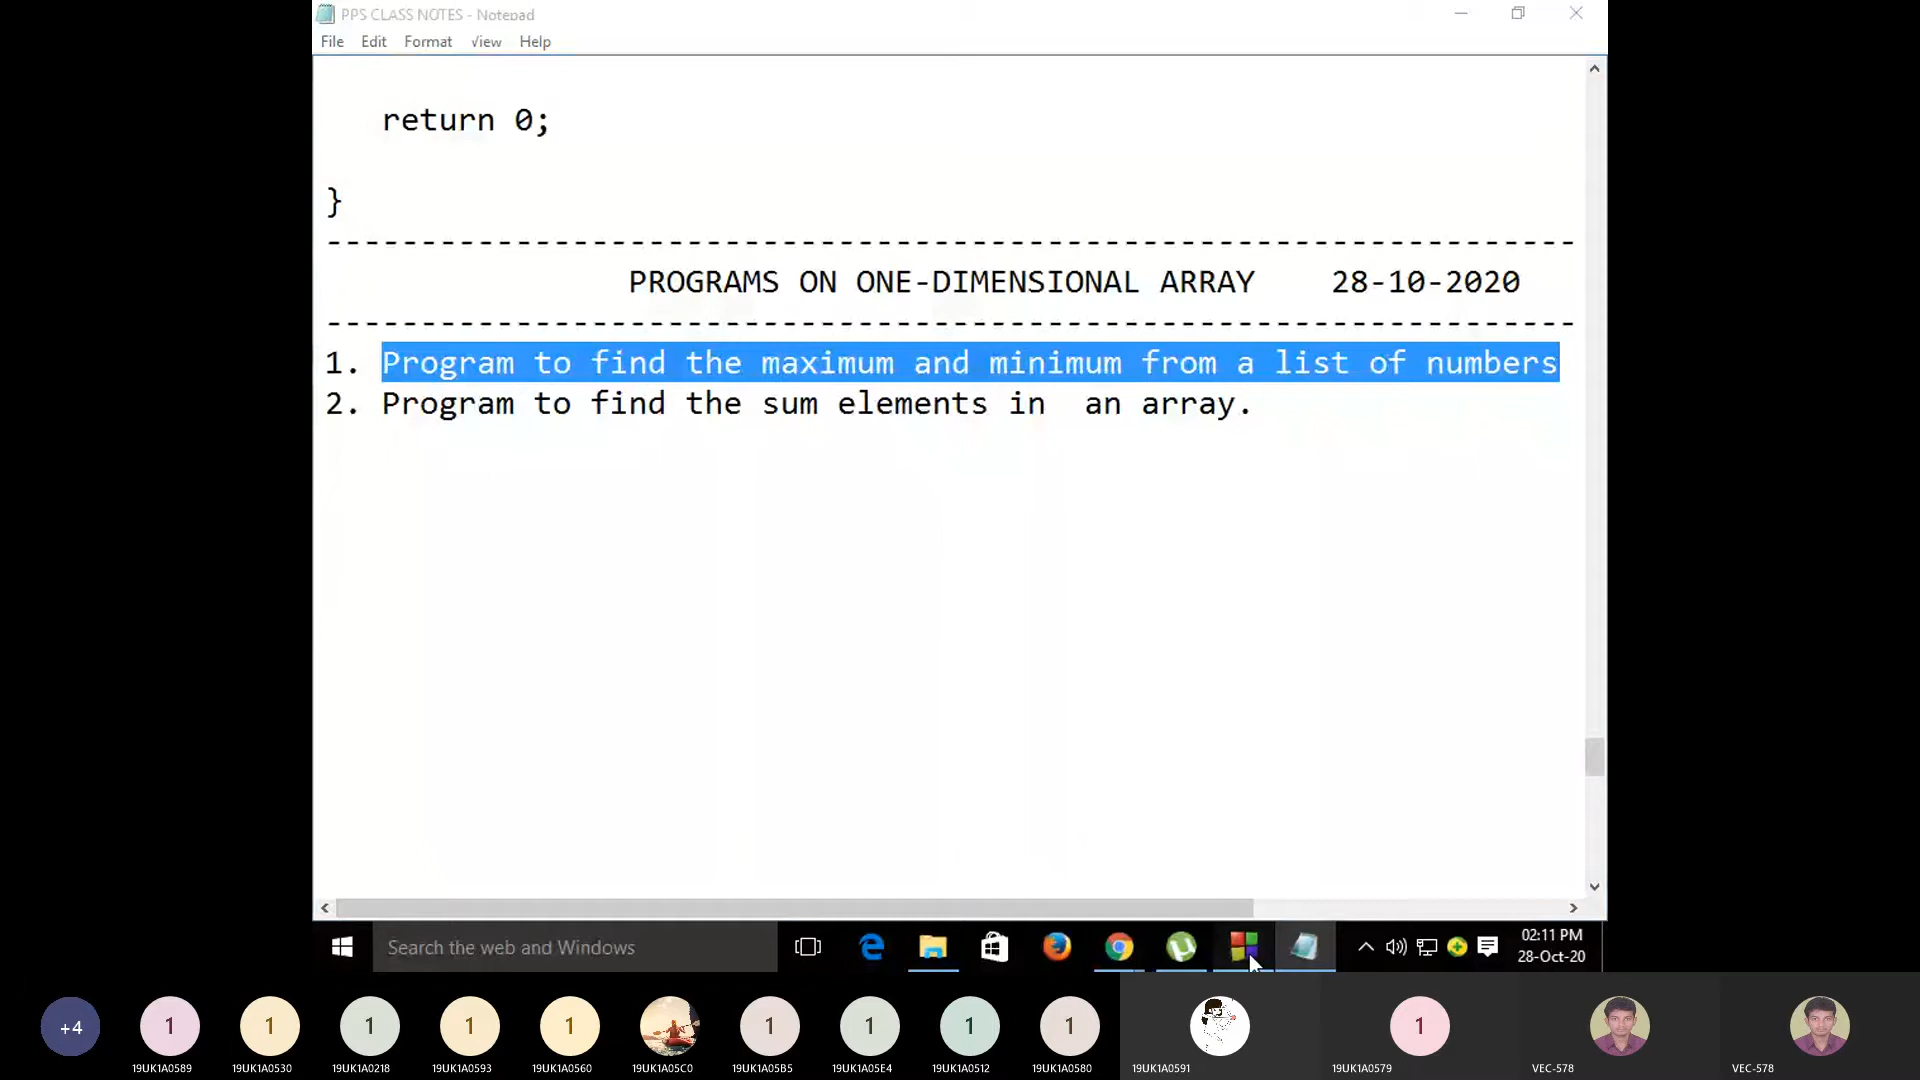 PPS CLASS NOTES - Notepad
File Edit Format View Help
return 0;
}
-------------------------------------------------------------------
PROGRAMS ON ONE-DIMENSIONAL ARRAY 28-10-2020
-------------------------------------------------------------------
1. Program to find the maximum and minimum from a list of numbers
2. Program to find the sum elements in  an array.
Search the web and Windows
02:11 PM
28-Oct-20
+4 1 1 1 1 1 1 1 1 1 1
19UK1A0589 19UK1A0530 19UK1A0218 19UK1A0593 19UK1A0560 19UK1A05C0 19UK1A05B5 19UK1A05E4 19UK1A0512 19UK1A0580 19UK1A0591 19UK1A0579 VEC-578 VEC-578